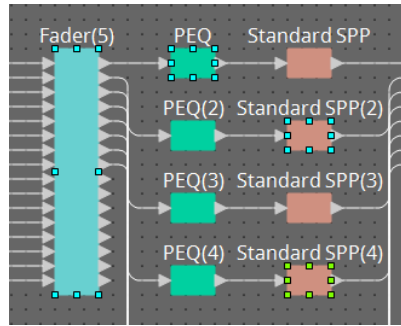 Fader(5) PEQ Standard SPP
PEQ(2) Standard SPP(2)
PEQ(3) Standard SPP(3)
PEQ(4) Standard SPP(4)